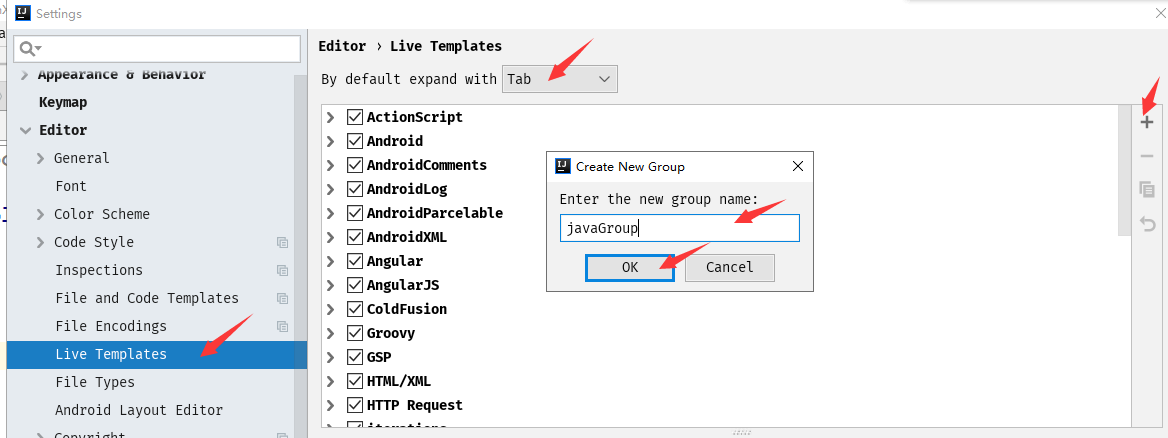 Settings
Appearance & Behavior
Keymap
Editor
General
Font
Color Scheme
Code Style
Inspections
File and Code Templates
File Encodings
Live Templates
File Types
Android Layout Editor
Copyright
Editor › Live Templates
By default expand with Tab
ActionScript
Android
AndroidComments
AndroidLog
AndroidParcelable
AndroidXML
Angular
AngularJS
ColdFusion
Groovy
GSP
HTML/XML
HTTP Request
iterations
Create New Group
Enter the new group name:
javaGroup
OK Cancel